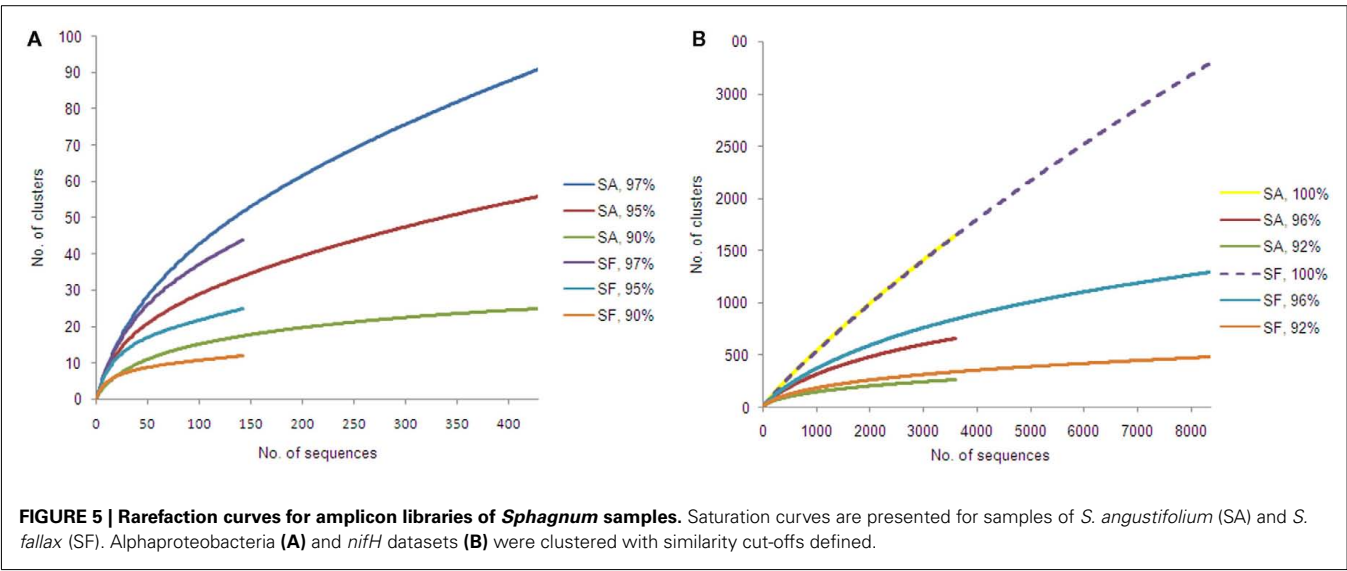 A
100
90
80
70
60
50
40
30
20
10
0
No. of clusters
0 50 100 150 200 250 300 350 400
No. of sequences
SA, 97%
SA, 95%
SA, 90%
SF, 97%
SF, 95%
SF, 90%
B
00
3000
2500
2000
1500
1000
500
0
No. of clusters
0 1000 2000 3000 4000 5000 6000 7000 8000
No. of sequences
SA, 100%
SA, 96%
SA, 92%
SF, 100%
SF, 96%
SF, 92%
FIGURE 5 | Rarefaction curves for amplicon libraries of Sphagnum samples. Saturation curves are presented for samples of S. angustifolium (SA) and S.
fallax (SF). Alphaproteobacteria (A) and nifH datasets (B) were clustered with similarity cut-offs defined.